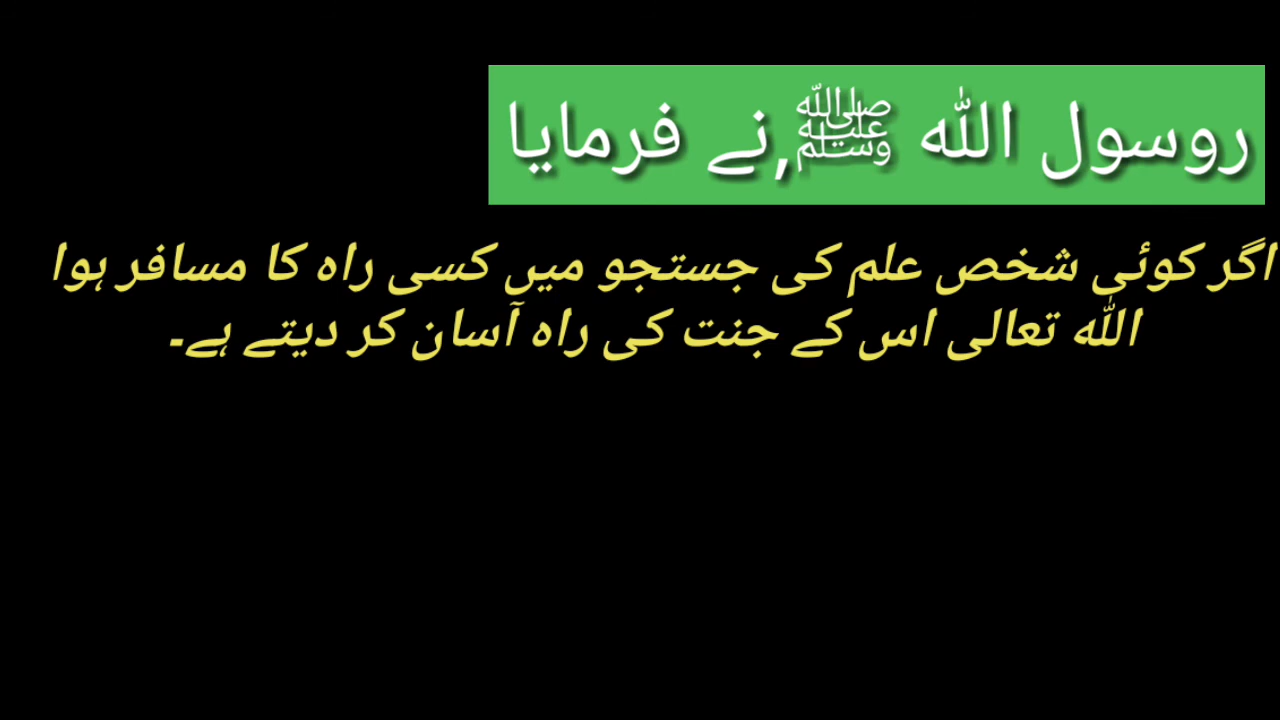 روسول اللہ ﷺ,نے فرمایا
اگر کوئی شخص علم کی جستجو میں کسی راہ کا مسافر ہوا
اللہ تعالی اس کے جنت کی راہ آسان کر دیتے ہے۔